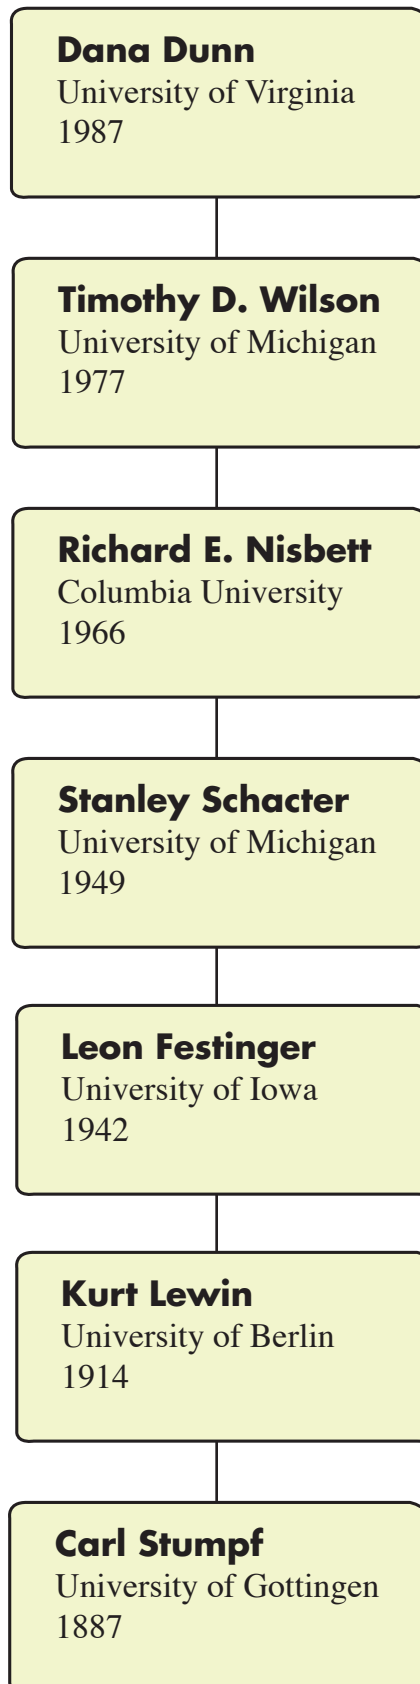 Dana Dunn
University of Virginia
1987
Timothy D. Wilson
University of Michigan
1977
Richard E. Nisbett
Columbia University
1966
Stanley Schacter
University of Michigan
1949
Leon Festinger
University of Iowa
1942
Kurt Lewin
University of Berlin
1914
Carl Stumpf
University of Gottingen
1887